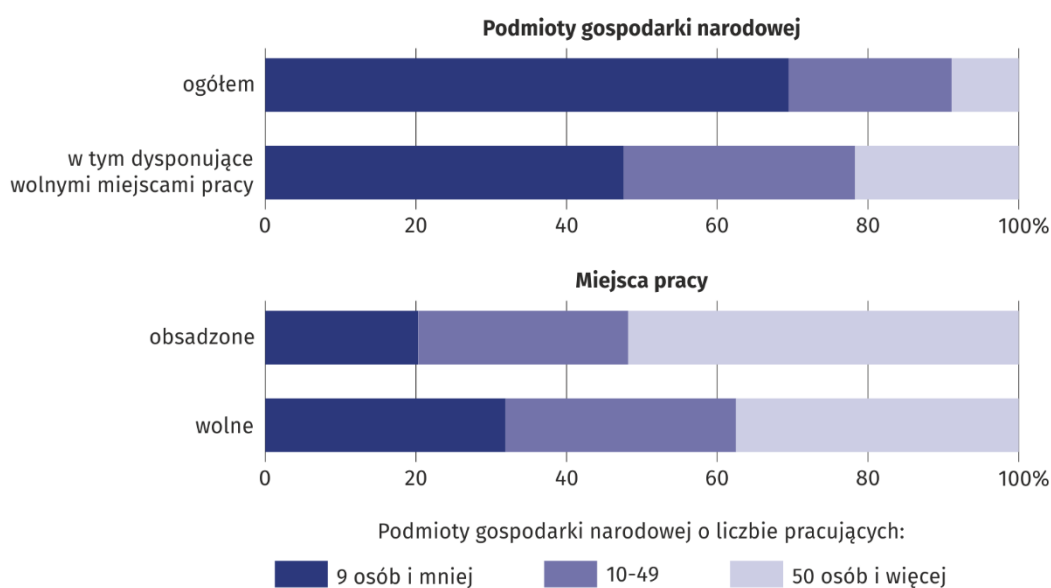 Podmioty gospodarki narodowej
ogółem
w tym dysponujące
wolnymi miejscami pracy
0 20 40 60 80 100%
Miejsca pracy
obsadzone
wolne
0 20 40 60 80 100%
Podmioty gospodarki narodowej o liczbie pracujących:
9 osób i mniej 10-49 50 osób i więcej